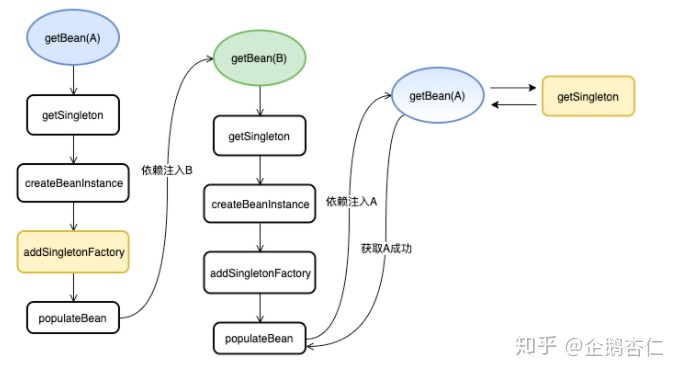 getBean(A)
getSingleton
createBeanInstance
addSingletonFactory
populateBean
依赖注入B
getBean(B)
getSingleton
createBeanInstance
addSingletonFactory
populateBean
依赖注入A
getBean(A)
getSingleton
获取A成功
知乎 @企鹅杏仁